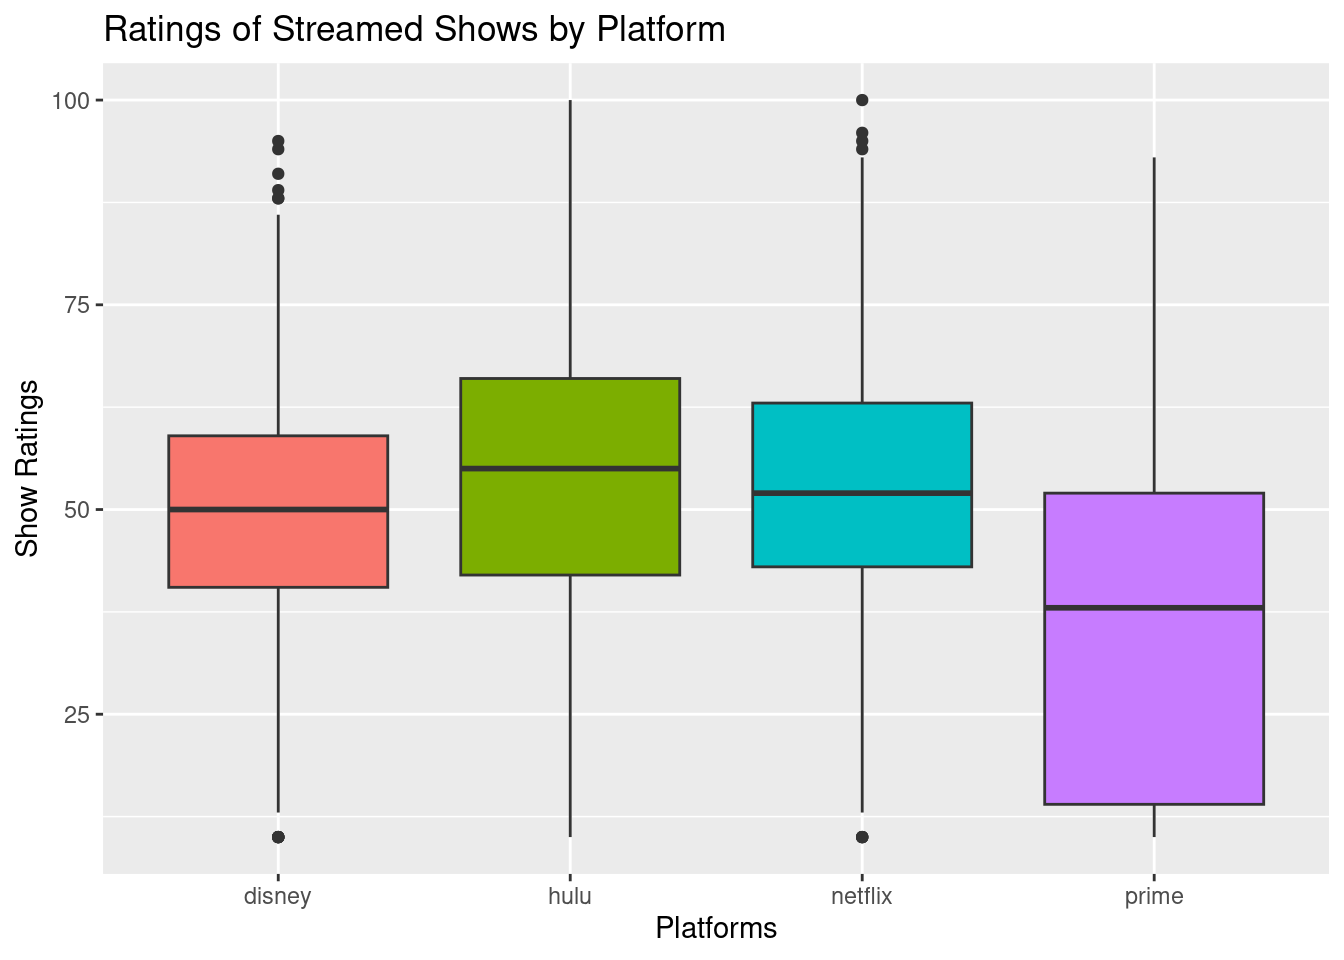 Ratings of Streamed Shows by Platform
100
75
50
25
Show Ratings
disney hulu netflix prime
Platforms